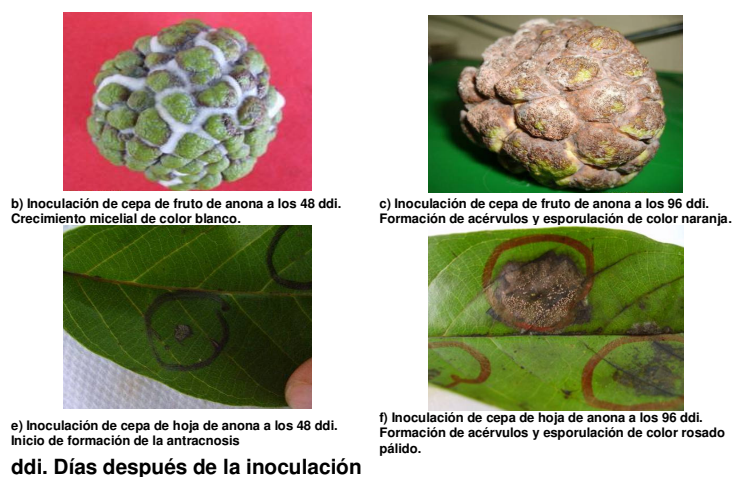 b) Inoculación de cepa de fruto de anona a los 48 ddi.
Crecimiento micelial de color blanco.
c) Inoculación de cepa de fruto de anona a los 96 ddi.
Formación de acérvulos y esporulación de color naranja.
e) Inoculación de cepa de hoja de anona a los 48 ddi.
Inicio de formación de la antracnosis
f) Inoculación de cepa de hoja de anona a los 96 ddi.
Formación de acérvulos y esporulación de color rosado
pálido.
ddi. Días después de la inoculación